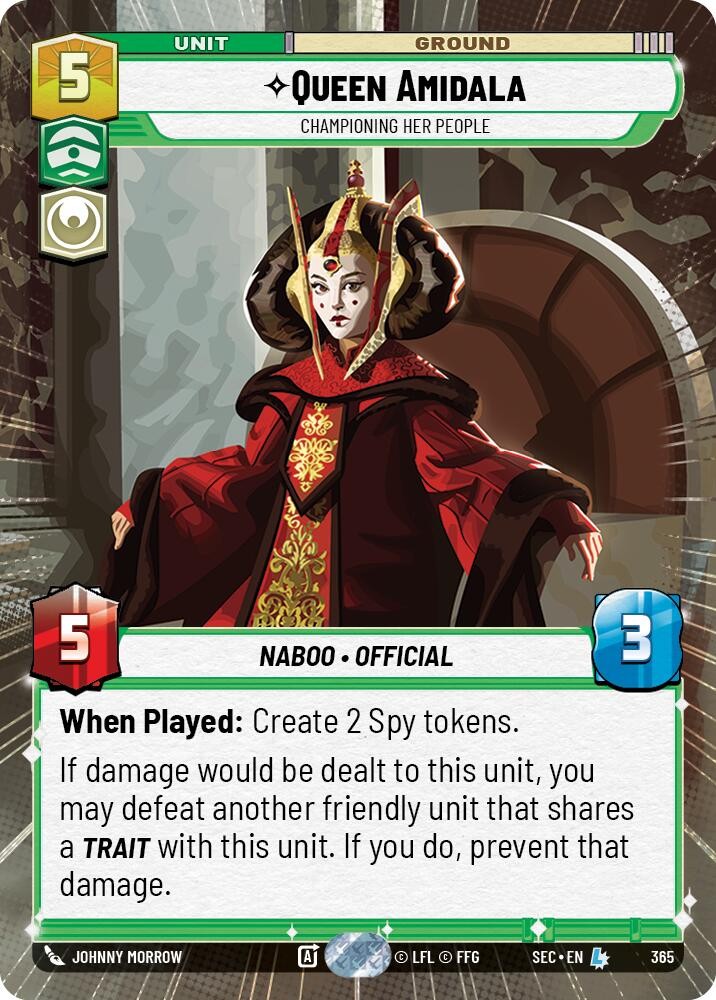 UNIT
GROUND
5
QUEEN AMIDALA
CHAMPIONING HER PEOPLE
5
NABOO • OFFICIAL
3
When Played: Create 2 Spy tokens.
If damage would be dealt to this unit, you
may defeat another friendly unit that shares
a TRAIT with this unit. If you do, prevent that
damage.
JOHNNY MORROW
A
© LFL © FFG
SEC • EN
L
365